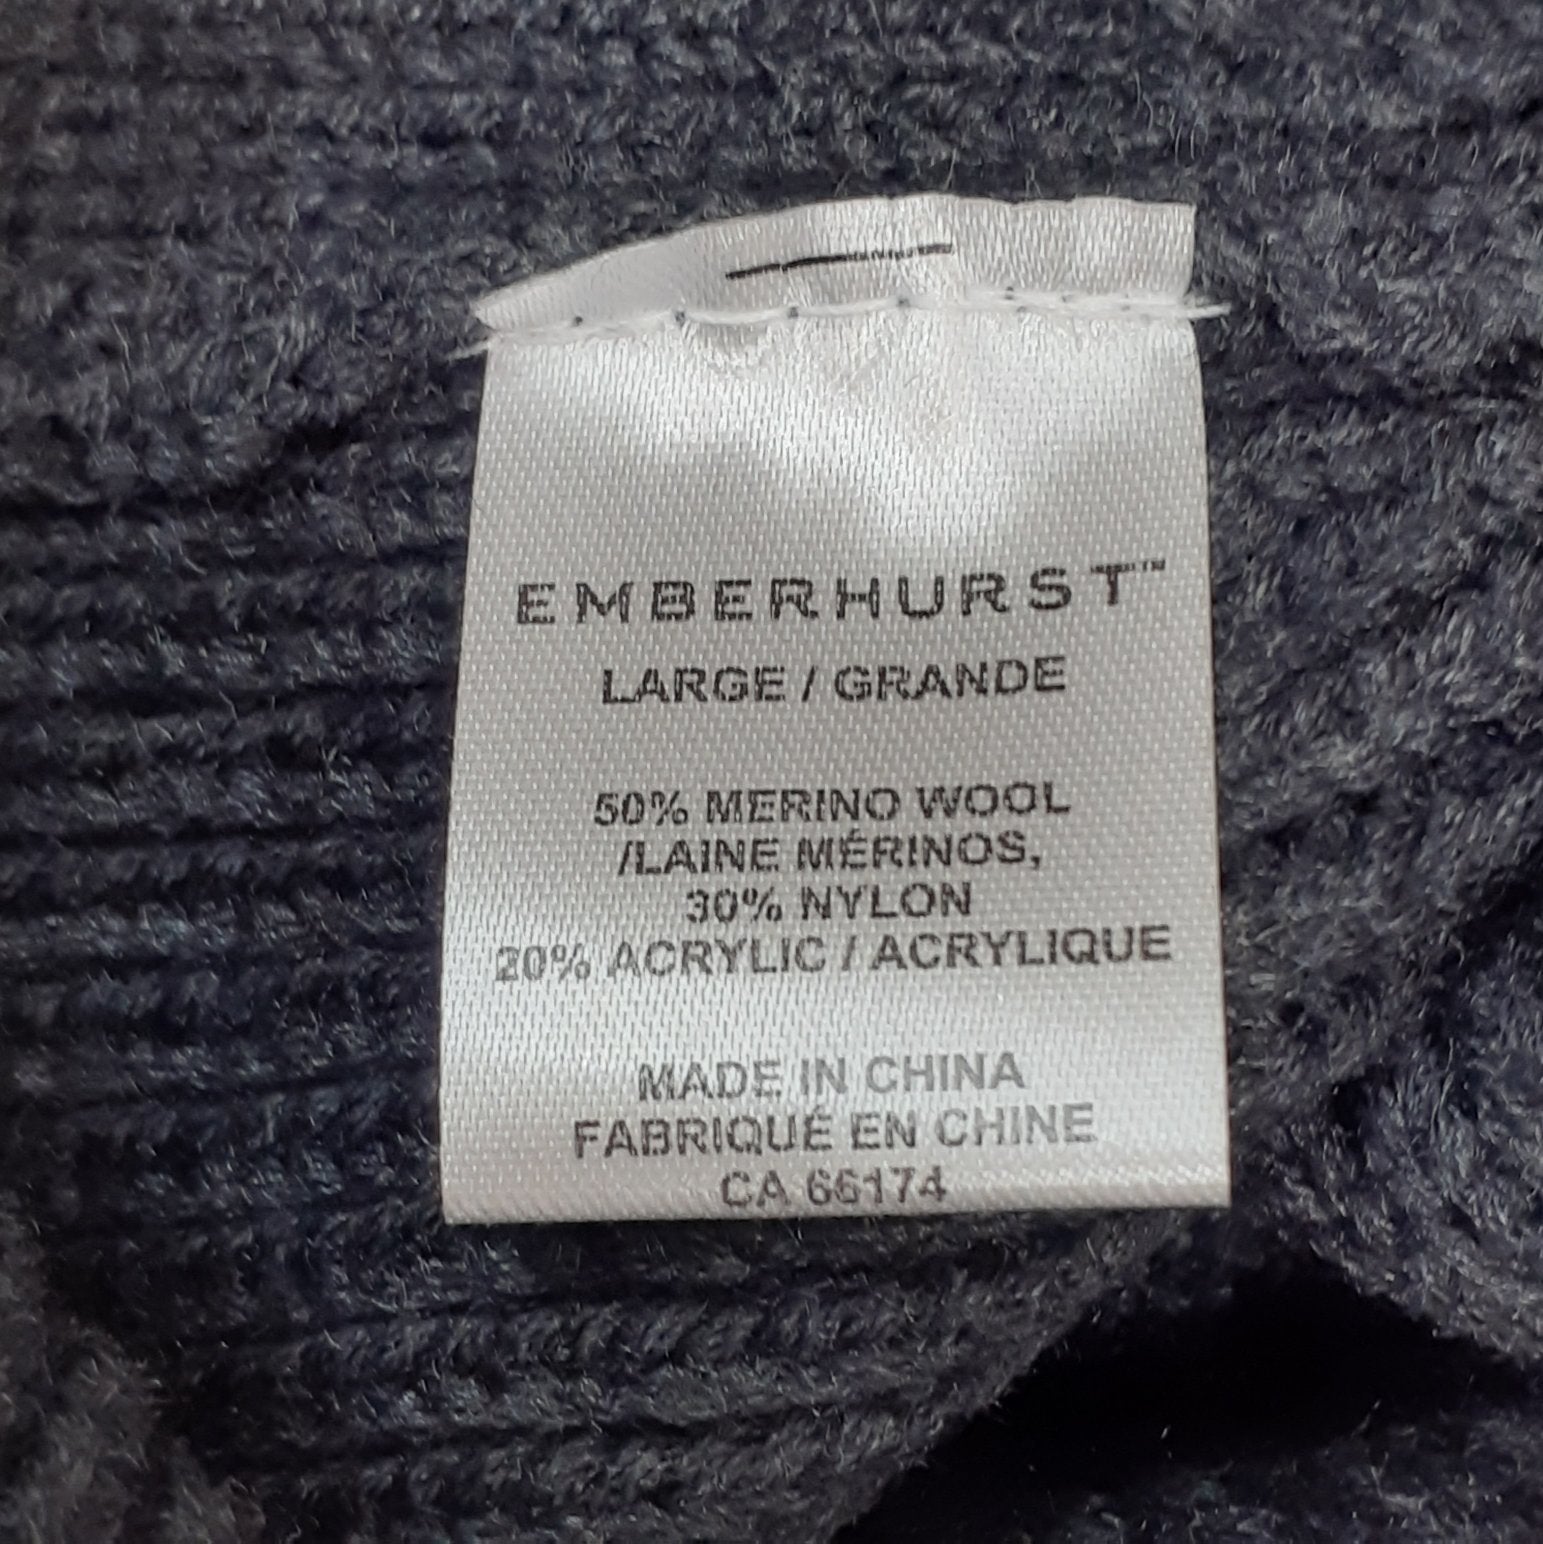 EMBERHURST™
LARGE / GRANDE
50% MERINO WOOL
/LAINE MÉRINOS,
30% NYLON
20% ACRYLIC / ACRYLIQUE
MADE IN CHINA
FABRIQUÉ EN CHINE
CA 66174